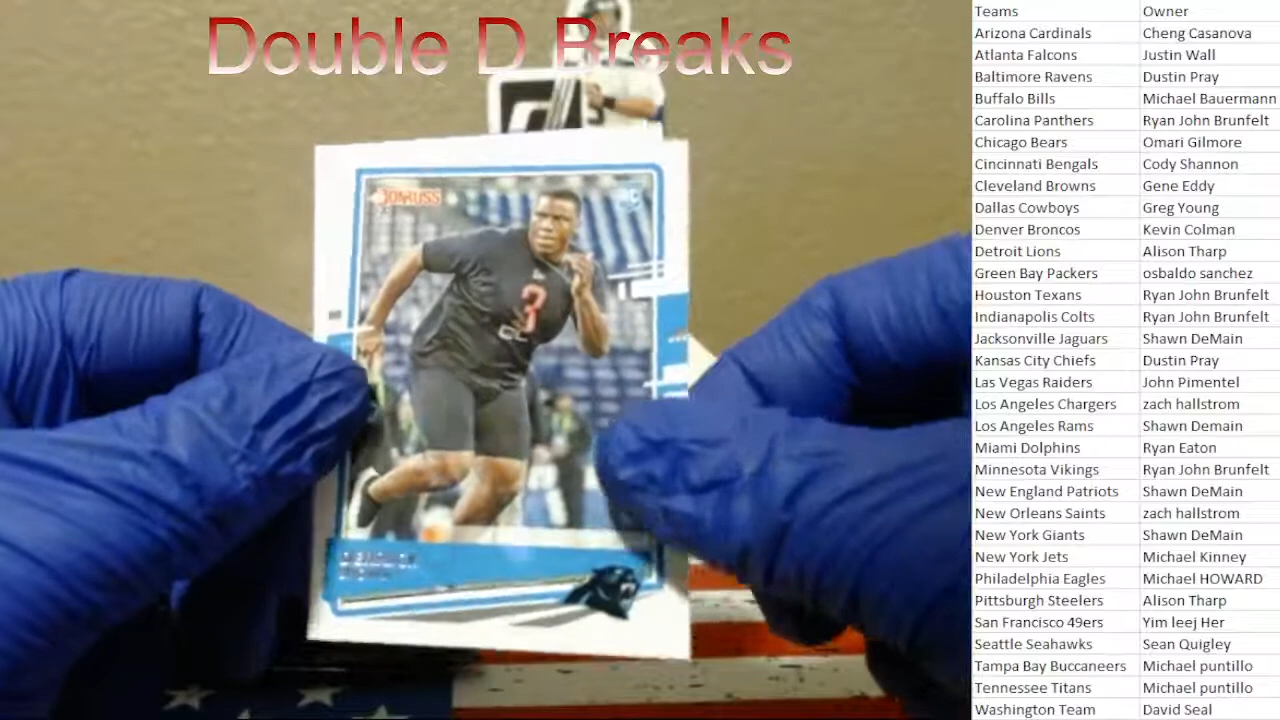 Double D Breaks
DONRUSS
3
Teams Owner
Arizona Cardinals Cheng Casanova
Atlanta Falcons Justin Wall
Baltimore Ravens Dustin Pray
Buffalo Bills Michael Bauermann
Carolina Panthers Ryan John Brunfelt
Chicago Bears Omari Gilmore
Cincinnati Bengals Cody Shannon
Cleveland Browns Gene Eddy
Dallas Cowboys Greg Young
Denver Broncos Kevin Colman
Detroit Lions Alison Tharp
Green Bay Packers osbaldo sanchez
Houston Texans Ryan John Brunfelt
Indianapolis Colts Ryan John Brunfelt
Jacksonville Jaguars Shawn DeMain
Kansas City Chiefs Dustin Pray
Las Vegas Raiders John Pimentel
Los Angeles Chargers zach hallstrom
Los Angeles Rams Shawn Demain
Miami Dolphins Ryan Eaton
Minnesota Vikings Ryan John Brunfelt
New England Patriots Shawn DeMain
New Orleans Saints zach hallstrom
New York Giants Shawn DeMain
New York Jets Michael Kinney
Philadelphia Eagles Michael HOWARD
Pittsburgh Steelers Alison Tharp
San Francisco 49ers Yim leej Her
Seattle Seahawks Sean Quigley
Tampa Bay Buccaneers Michael puntillo
Tennessee Titans Michael puntillo
Washington Team David Seal